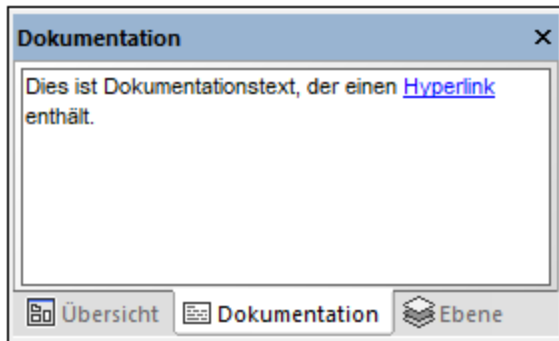 Dokumentation
Dies ist Dokumentationstext, der einen Hyperlink
enthält.
Übersicht Dokumentation Ebene